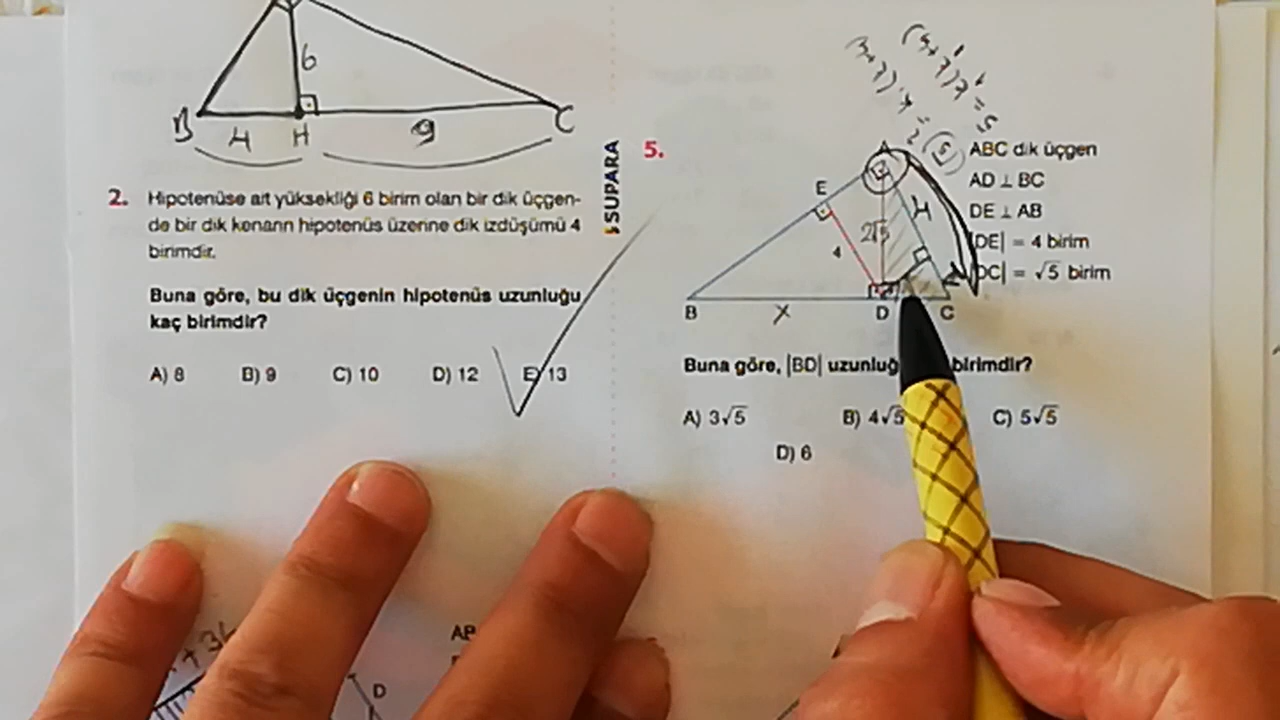 6
B
4
H
9
C
2. Hipotenüse ait yüksekliği 6 birim olan bir dik üçgen-
de bir dik kenarın hipotenüs üzerine dik izdüşümü 4
birimdir.
Buna göre, bu dik üçgenin hipotenüs uzunluğu
kaç birimdir?
A) 8 B) 9 C) 10 D) 12 E) 13
SUPARA
5.
A
E
4
2√5
4
B
x
D
C
ABC dik üçgen
AD ⊥ BC
DE ⊥ AB
|DE| = 4 birim
DC| = √5 birim
Buna göre, |BD| uzunluğ birimdir?
A) 3√5 B) 4√5 C) 5√5
D) 6
D